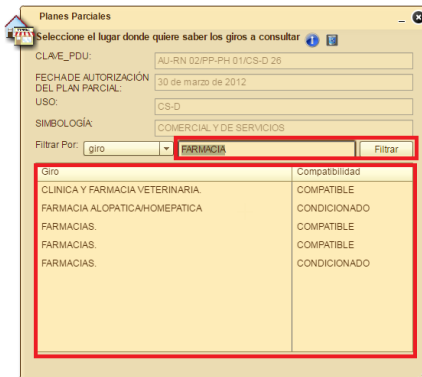 Planes Parciales
Seleccione el lugar donde quiere saber los giros a consultar
CLAVE_PDU: AU-RN 02/PP-PH 01/CS-D 26
FECHA DE AUTORIZACIÓN DEL PLAN PARCIAL: 30 de marzo de 2012
USO: CS-D
SIMBOLOGÍA: COMERCIAL Y DE SERVICIOS
Filtrar Por: giro FARMACIA Filtrar
Giro Compatibilidad
CLINICA Y FARMACIA VETERINARIA. COMPATIBLE
FARMACIA ALOPATICA/HOMEPATICA CONDICIONADO
FARMACIAS. COMPATIBLE
FARMACIAS. COMPATIBLE
FARMACIAS. CONDICIONADO